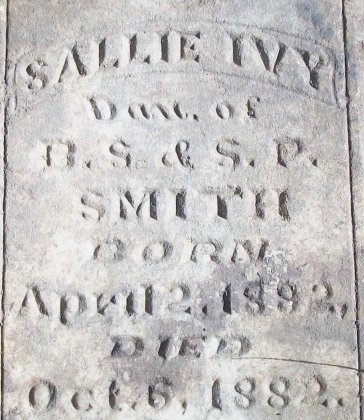 SALLIE IVY
Dau. of
B. S. & S. P.
SMITH
BORN
April 2, 1882,
DIED
Oct. 6, 1882.